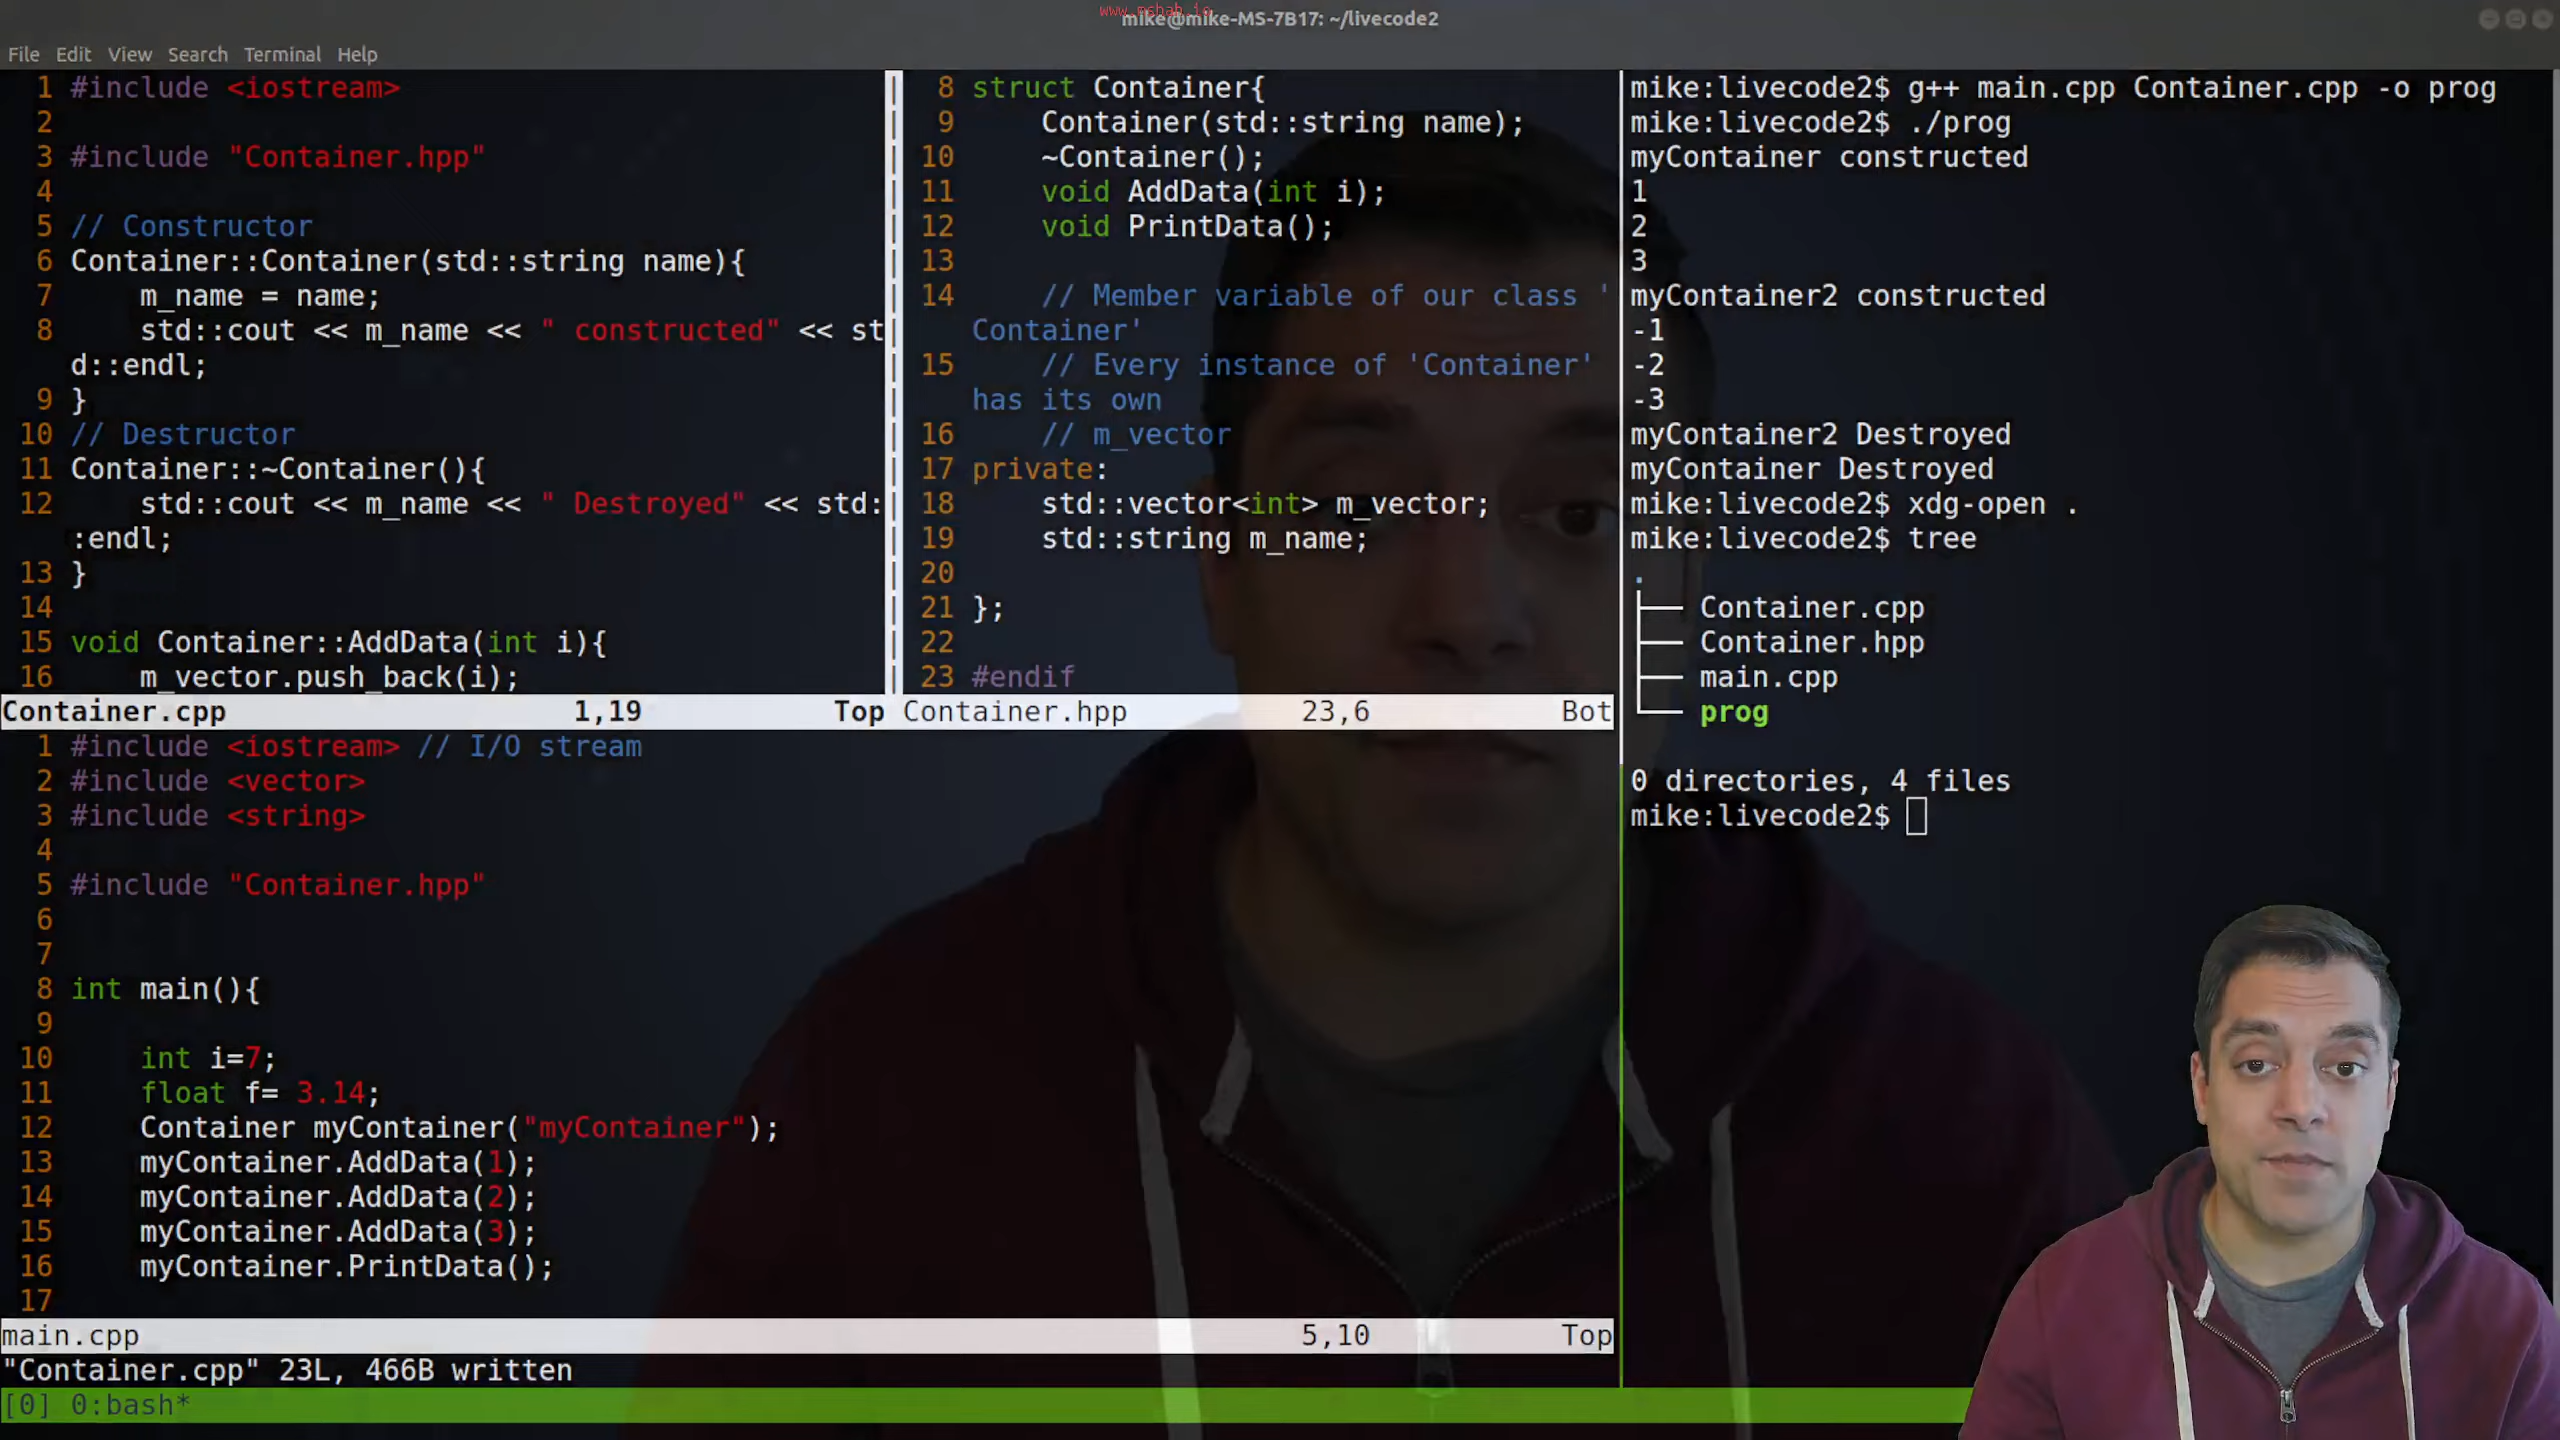 www.mshah.io
mike@mike-MS-7B17: ~/livecode2
File Edit View Search Terminal Help
1 #include <iostream>
2
3 #include "Container.hpp"
4
5 // Constructor
6 Container::Container(std::string name){
7     m_name = name;
8     std::cout << m_name << " constructed" << st
d::endl;
9 }
10 // Destructor
11 Container::~Container(){
12     std::cout << m_name << " Destroyed" << std:
:endl;
13 }
14
15 void Container::AddData(int i){
16     m_vector.push_back(i);
Container.cpp 1,19 Top
8 struct Container{
9     Container(std::string name);
10     ~Container();
11     void AddData(int i);
12     void PrintData();
13
14     // Member variable of our class '
Container'
15     // Every instance of 'Container'
has its own
16     // m_vector
17 private:
18     std::vector<int> m_vector;
19     std::string m_name;
20
21 };
22
23 #endif
Container.hpp 23,6 Bot
1 #include <iostream> // I/O stream
2 #include <vector>
3 #include <string>
4
5 #include "Container.hpp"
6
7
8 int main(){
9
10     int i=7;
11     float f= 3.14;
12     Container myContainer("myContainer");
13     myContainer.AddData(1);
14     myContainer.AddData(2);
15     myContainer.AddData(3);
16     myContainer.PrintData();
17
main.cpp 5,10 Top
"Container.cpp" 23L, 466B written
[0] 0:bash*
mike:livecode2$ g++ main.cpp Container.cpp -o prog
mike:livecode2$ ./prog
myContainer constructed
1
2
3
myContainer2 constructed
-1
-2
-3
myContainer2 Destroyed
myContainer Destroyed
mike:livecode2$ xdg-open .
mike:livecode2$ tree
.
├── Container.cpp
├── Container.hpp
├── main.cpp
└── prog
0 directories, 4 files
mike:livecode2$